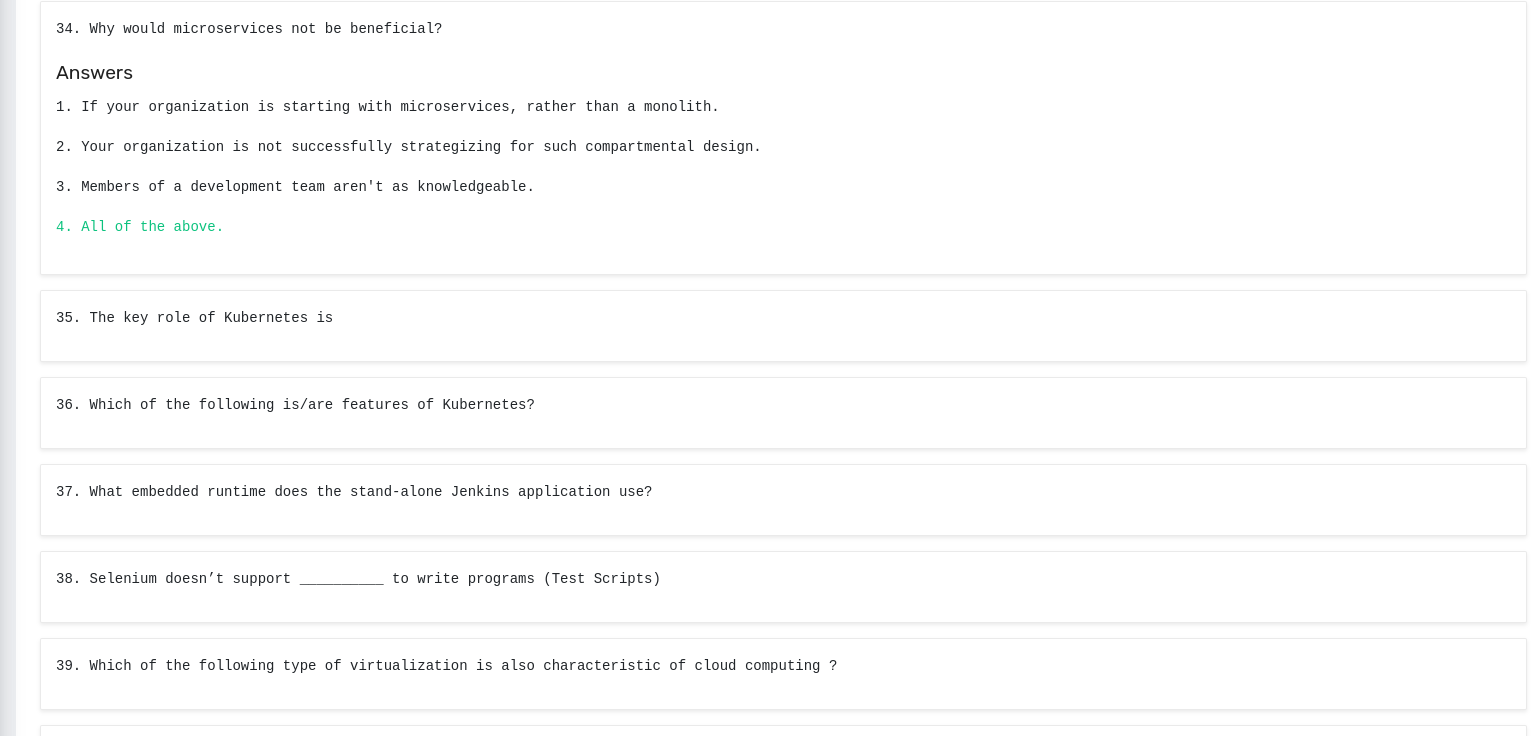 34. Why would microservices not be beneficial?
Answers
1. If your organization is starting with microservices, rather than a monolith.
2. Your organization is not successfully strategizing for such compartmental design.
3. Members of a development team aren't as knowledgeable.
4. All of the above.
35. The key role of Kubernetes is
36. Which of the following is/are features of Kubernetes?
37. What embedded runtime does the stand-alone Jenkins application use?
38. Selenium doesn’t support __________ to write programs (Test Scripts)
39. Which of the following type of virtualization is also characteristic of cloud computing ?